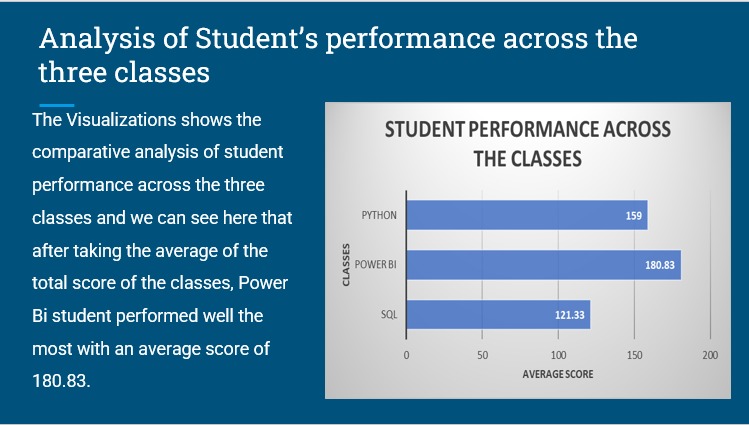 Analysis of Student’s performance across the
three classes
The Visualizations shows the
comparative analysis of student
performance across the three
classes and we can see here that
after taking the average of the
total score of the classes, Power
Bi student performed well the
most with an average score of
180.83.
STUDENT PERFORMANCE ACROSS
THE CLASSES
CLASSES
PYTHON
159
POWER BI
180.83
SQL
121.33
0 50 100 150 200
AVERAGE SCORE